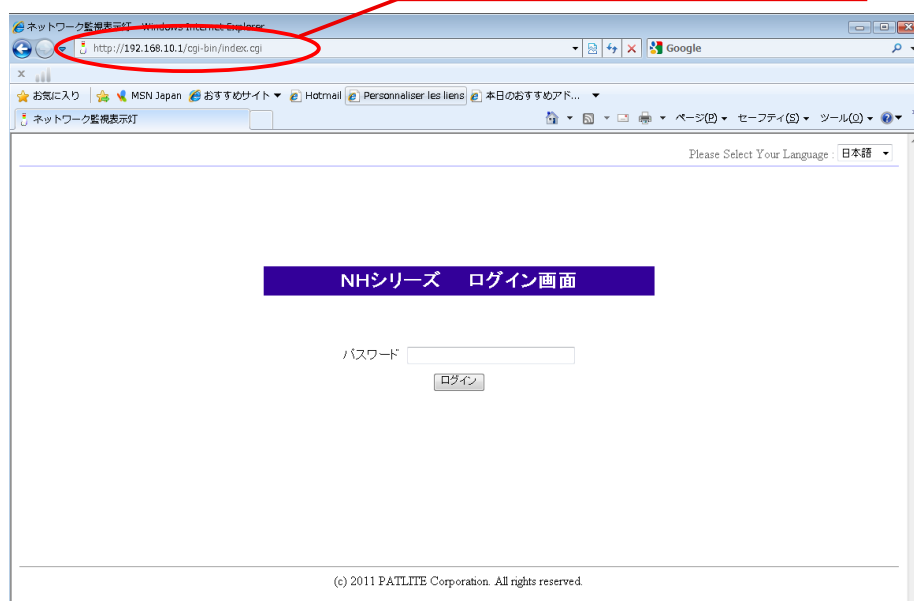 ネットワーク監視表示灯 - Windows Internet Explorer
http://192.168.10.1/cgi-bin/index.cgi
Google
x
お気に入り MSN Japan おすすめサイト Hotmail Personnaliser les liens 本日のおすすめアド...
ネットワーク監視表示灯 ページ(P) セーフティ(S) ツール(O)
Please Select Your Language : 日本語
NHシリーズ ログイン画面
パスワード
ログイン
(c) 2011 PATLITE Corporation. All rights reserved.